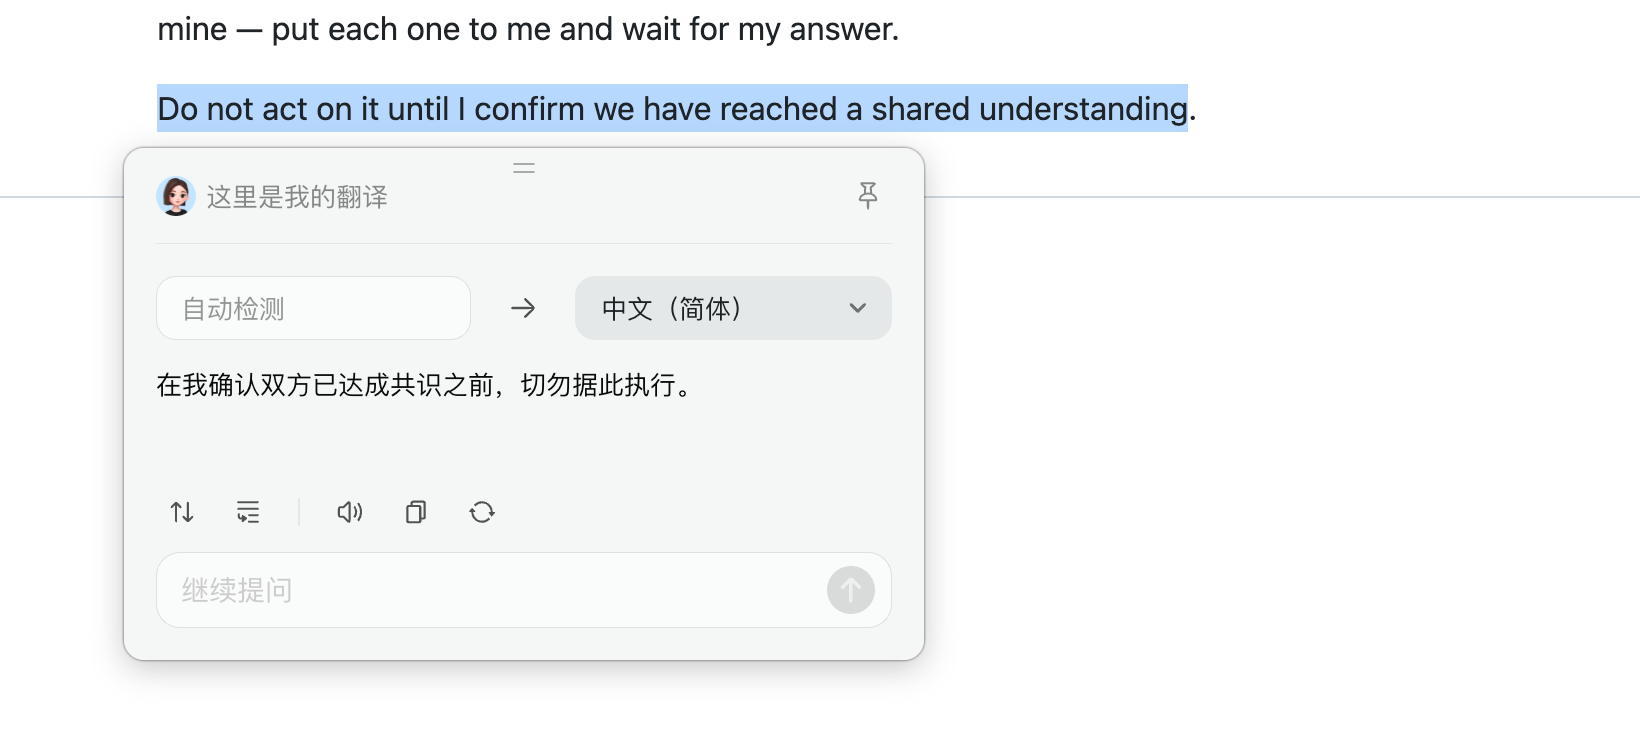 mine — put each one to me and wait for my answer.
Do not act on it until I confirm we have reached a shared understanding.
这里是我的翻译
自动检测
中文（简体）
在我确认双方已达成共识之前，切勿据此执行。
继续提问